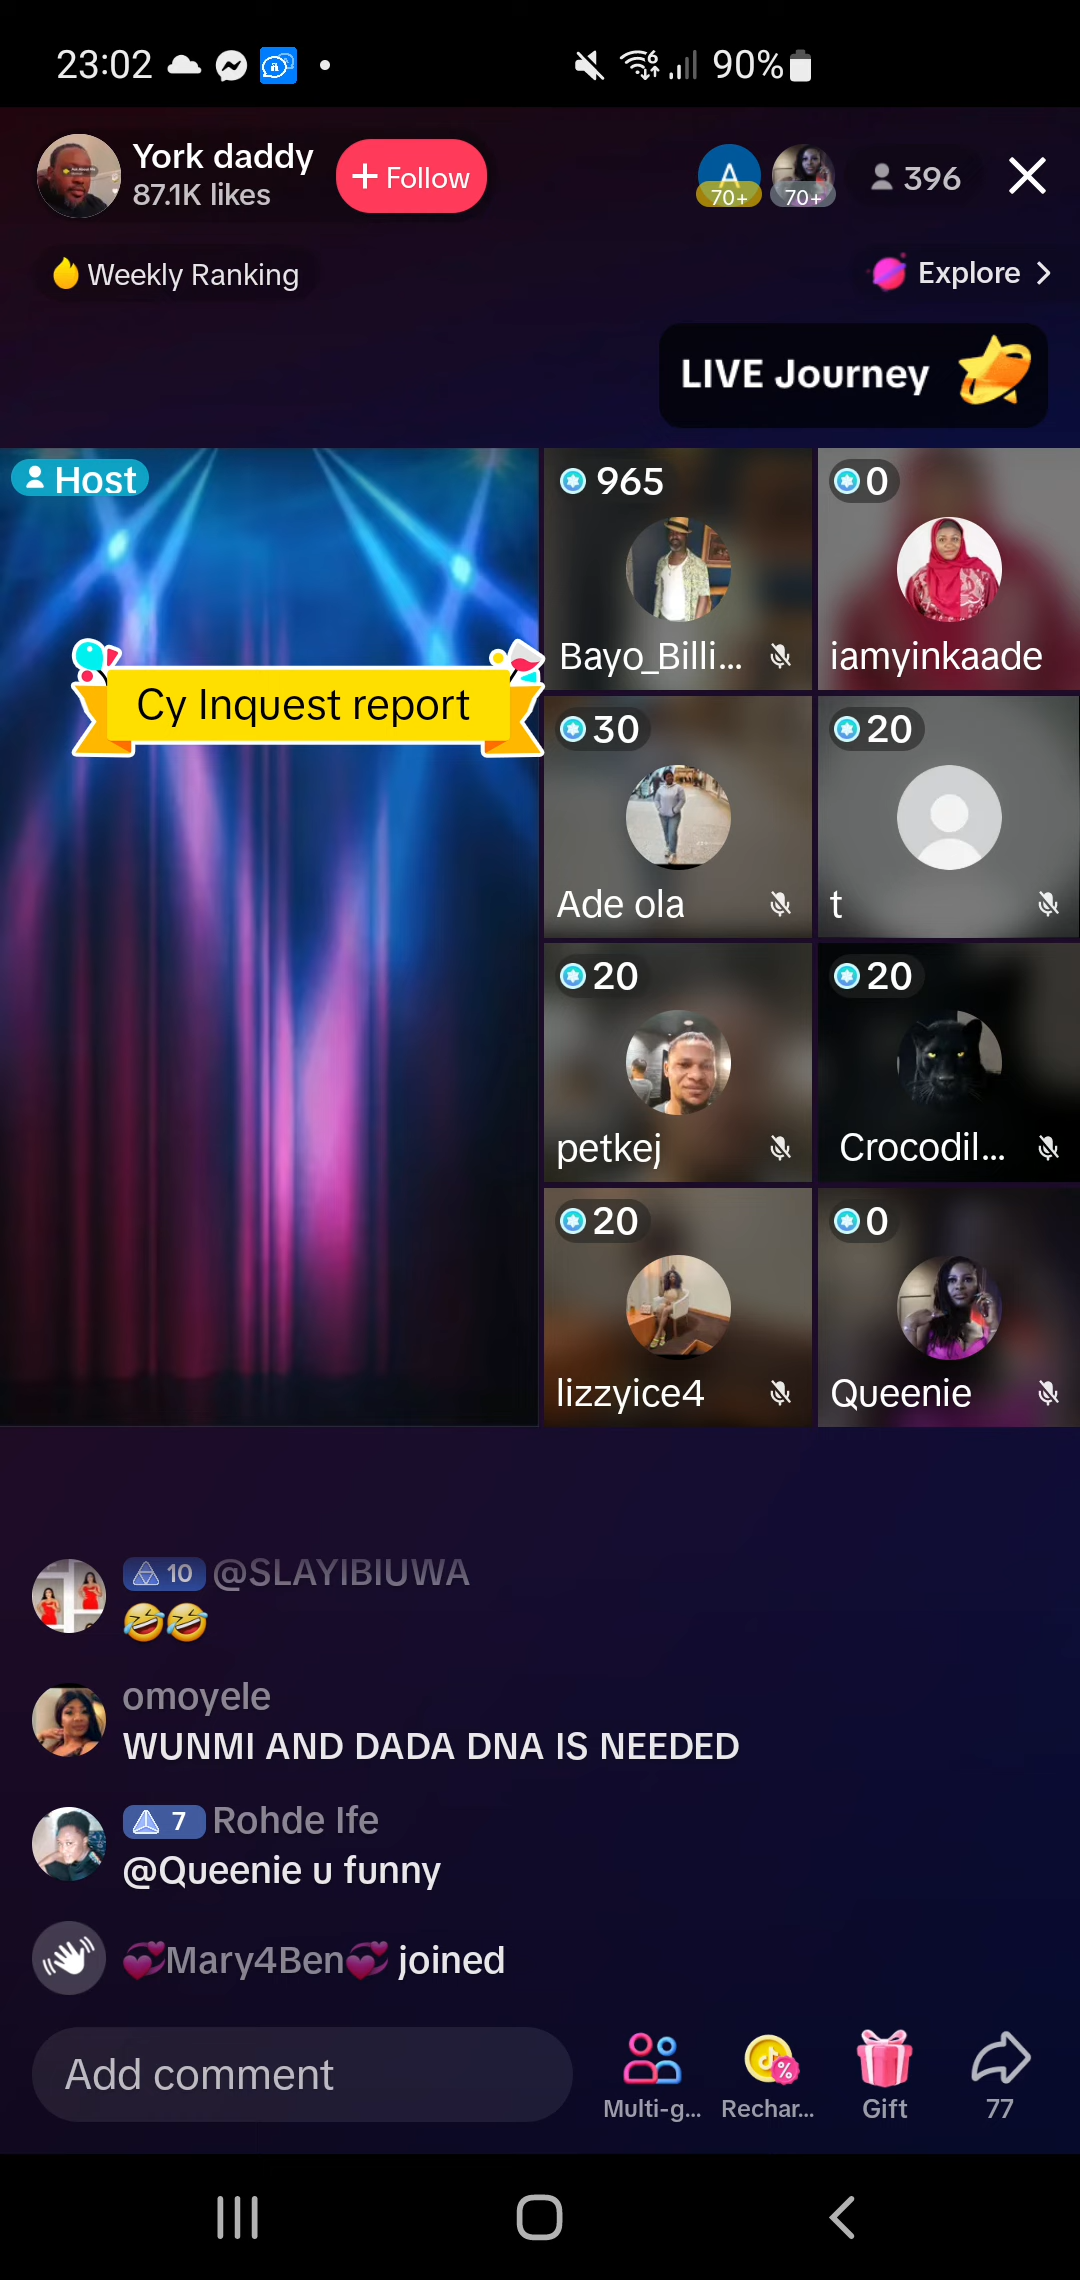 23:02
90%
York daddy
87.1K likes
+ Follow
A
70+
70+
396
Weekly Ranking
Explore
LIVE Journey
Host
965
0
Bayo_Billi...
iamyinkaade
Cy Inquest report
30
20
Ade ola
t
20
20
petkej
Crocodil...
20
0
lizzyice4
Queenie
10 @SLAYIBIUWA
🤣🤣
omoyele
WUNMI AND DADA DNA IS NEEDED
7 Rohde Ife
@Queenie u funny
💞Mary4Ben💞 joined
Add comment
Multi-g...
Rechar...
Gift
77